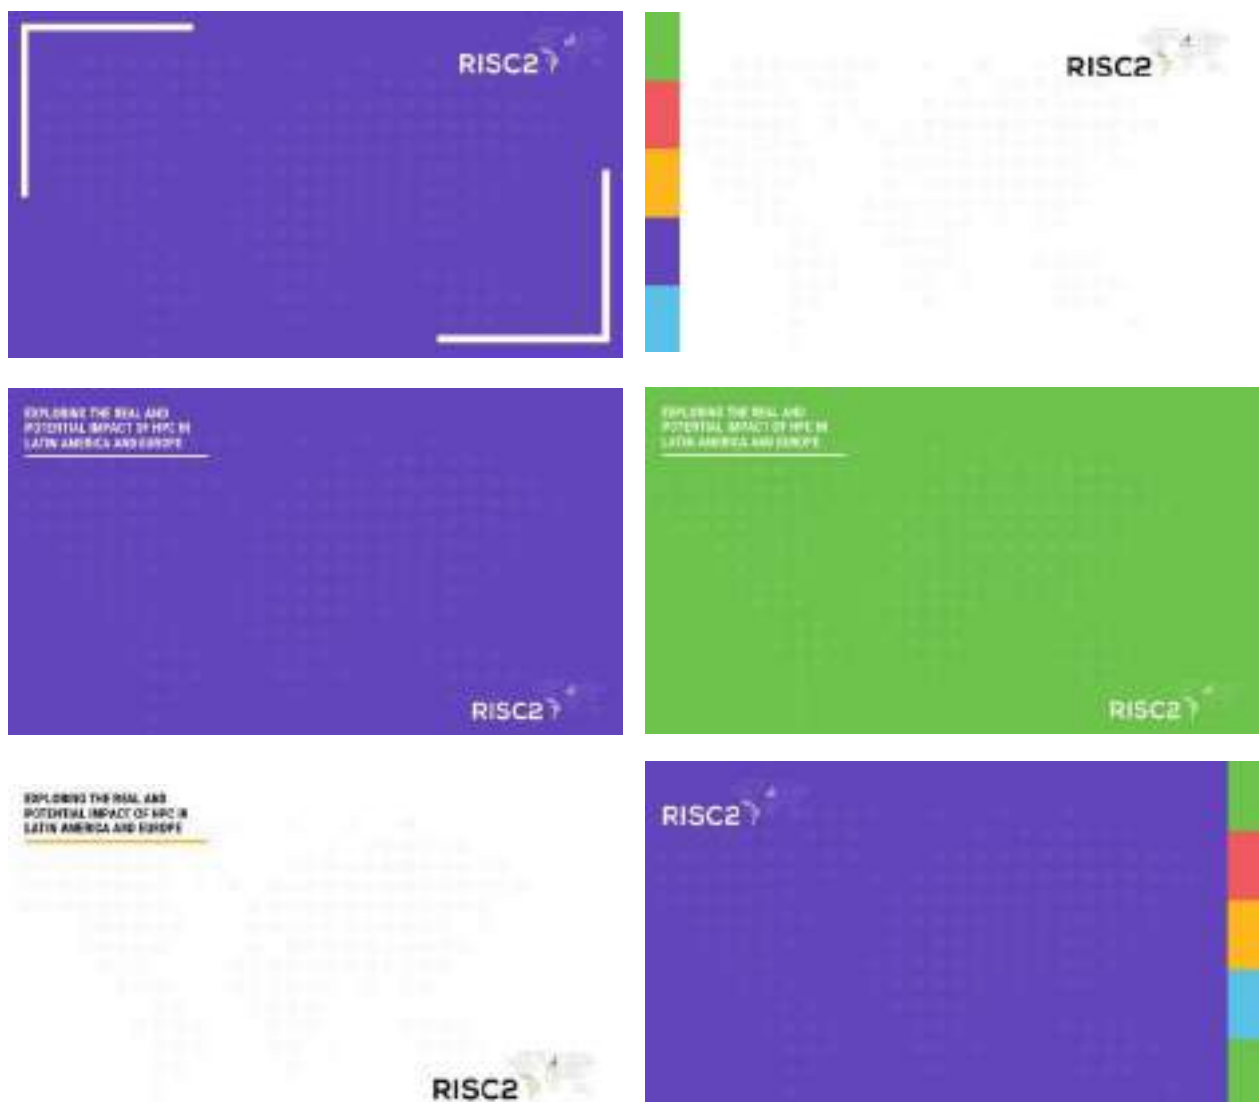 RISC2
RISC2
EXPLORING THE REAL AND
POTENTIAL IMPACT OF HPC IN
LATIN AMERICA AND EUROPE
RISC2
EXPLORING THE REAL AND
POTENTIAL IMPACT OF HPC IN
LATIN AMERICA AND EUROPE
RISC2
EXPLORING THE REAL AND
POTENTIAL IMPACT OF HPC IN
LATIN AMERICA AND EUROPE
RISC2
RISC2